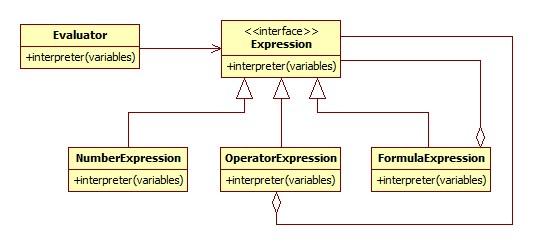 Evaluator
+interpreter(variables)
<<interface>>
Expression
+interpreter(variables)
NumberExpression
+interpreter(variables)
OperatorExpression
+interpreter(variables)
FormulaExpression
+interpreter(variables)